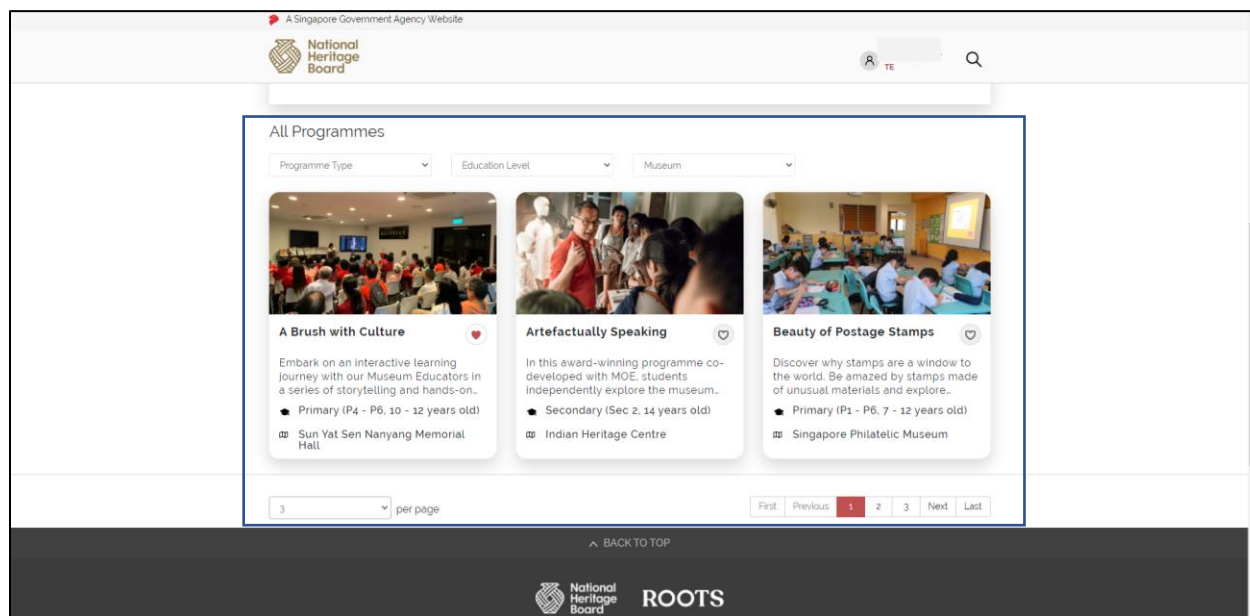 A Singapore Government Agency Website
National
Heritage
Board
TE
All Programmes
Programme Type
Education Level
Museum
A Brush with Culture
Embark on an interactive learning
journey with our Museum Educators in
a series of storytelling and hands-on...
Primary (P4 - P6, 10 - 12 years old)
Sun Yat Sen Nanyang Memorial
Hall
Artefactually Speaking
In this award-winning programme co-
developed with MOE, students
independently explore the museum...
Secondary (Sec 2, 14 years old)
Indian Heritage Centre
Beauty of Postage Stamps
Discover why stamps are a window to
the world. Be amazed by stamps made
of unusual materials and explore...
Primary (P1 - P6, 7 - 12 years old)
Singapore Philatelic Museum
3 per page
First Previous 1 2 3 Next Last
BACK TO TOP
National
Heritage
Board
ROOTS